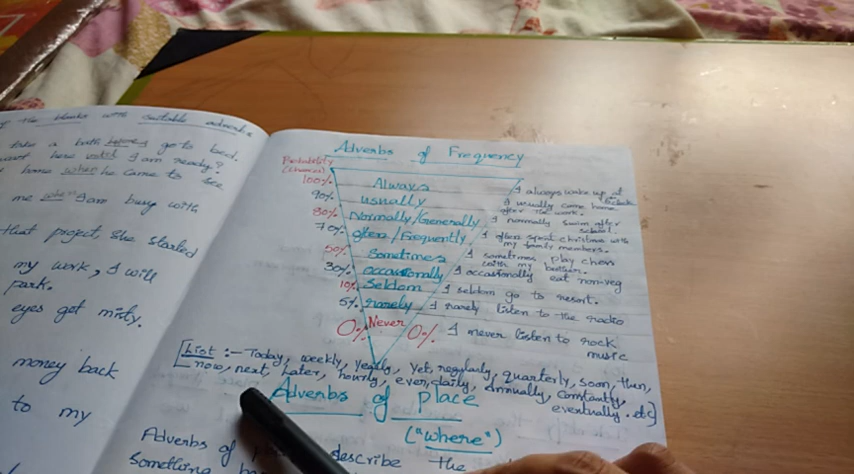 the blanks with suitable adverbs
take a bath before go to bed.
want here until I am ready?
home when he came to see
me when I am busy with
that project, she started
my work, I will
park.
eyes got misty.
money back
to my
Adverbs of Frequency
Probability
(chances)
100% Always I always wake up at
90% usually I usually come home
after the work.
80% Normally/Generally I normally swim after
school.
70% often/Frequently I often spent christmas with
my family members.
50% Sometimes I sometimes play chess
with my brother.
30% occasionally I occasionally eat non-veg
10% Seldom I seldom go to resort.
5% rarely I rarely listen to the radio
0% Never 0% I never listen to rock
music
[List :- Today, weekly, yearly, yet, regularly, quarterly, soon, then,
now, next, later, hourly, even, daily, annually, constantly,
eventually. etc]
Adverbs of place
("where")
Adverbs of describe the
something